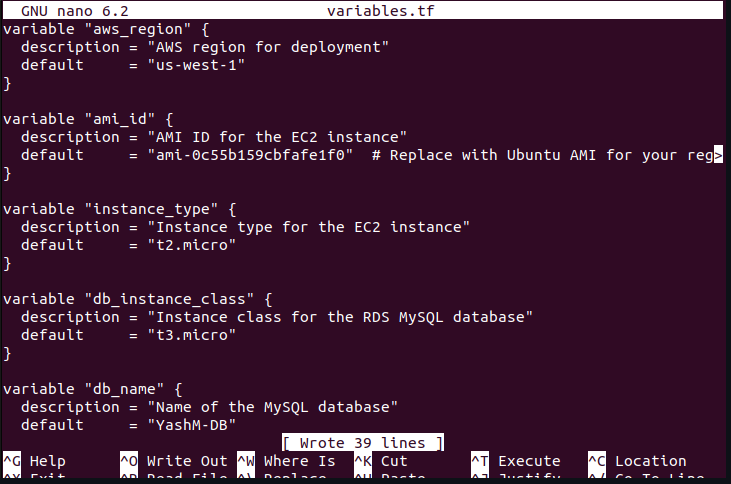 GNU nano 6.2                      variables.tf
variable "aws_region" {
  description = "AWS region for deployment"
  default     = "us-west-1"
}

variable "ami_id" {
  description = "AMI ID for the EC2 instance"
  default     = "ami-0c55b159cbfafe1f0"  # Replace with Ubuntu AMI for your reg>
}

variable "instance_type" {
  description = "Instance type for the EC2 instance"
  default     = "t2.micro"
}

variable "db_instance_class" {
  description = "Instance class for the RDS MySQL database"
  default     = "t3.micro"
}

variable "db_name" {
  description = "Name of the MySQL database"
  default     = "YashM-DB"
[ Wrote 39 lines ]
^G Help      ^O Write Out ^W Where Is  ^K Cut       ^T Execute   ^C Location
^X Exit      ^R Read File ^\ Replace   ^U Paste     ^J Justify   ^/ Go To Line